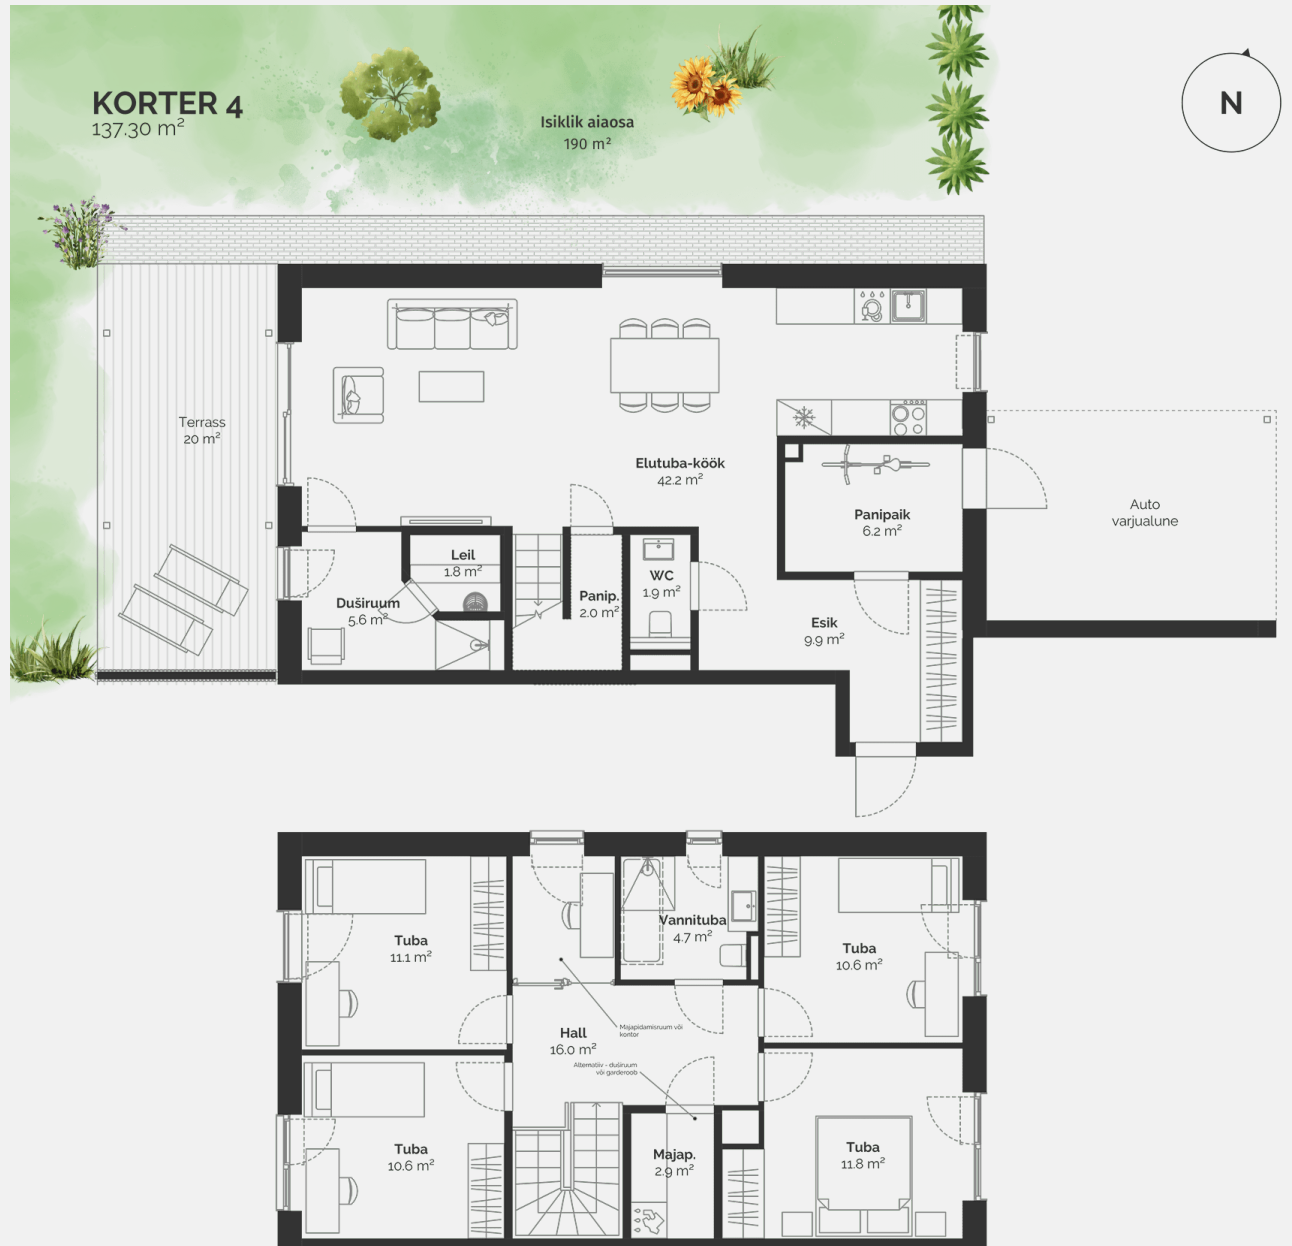 KORTER 4
137.30 m²
Isiklik aiaosa
190 m²
N
Terrass
20 m²
Elutuba-köök
42.2 m²
Panipaik
6.2 m²
Auto
varjualune
Leil
1.8 m²
Duširuum
5.6 m²
Panip.
2.0 m²
WC
1.9 m²
Esik
9.9 m²
Tuba
11.1 m²
Vannituba
4.7 m²
Tuba
10.6 m²
Hall
16.0 m²
Majapidamisruum või
kontor
Alternatiiv - duširuum
või garderoob
Tuba
10.6 m²
Majap.
2.9 m²
Tuba
11.8 m²